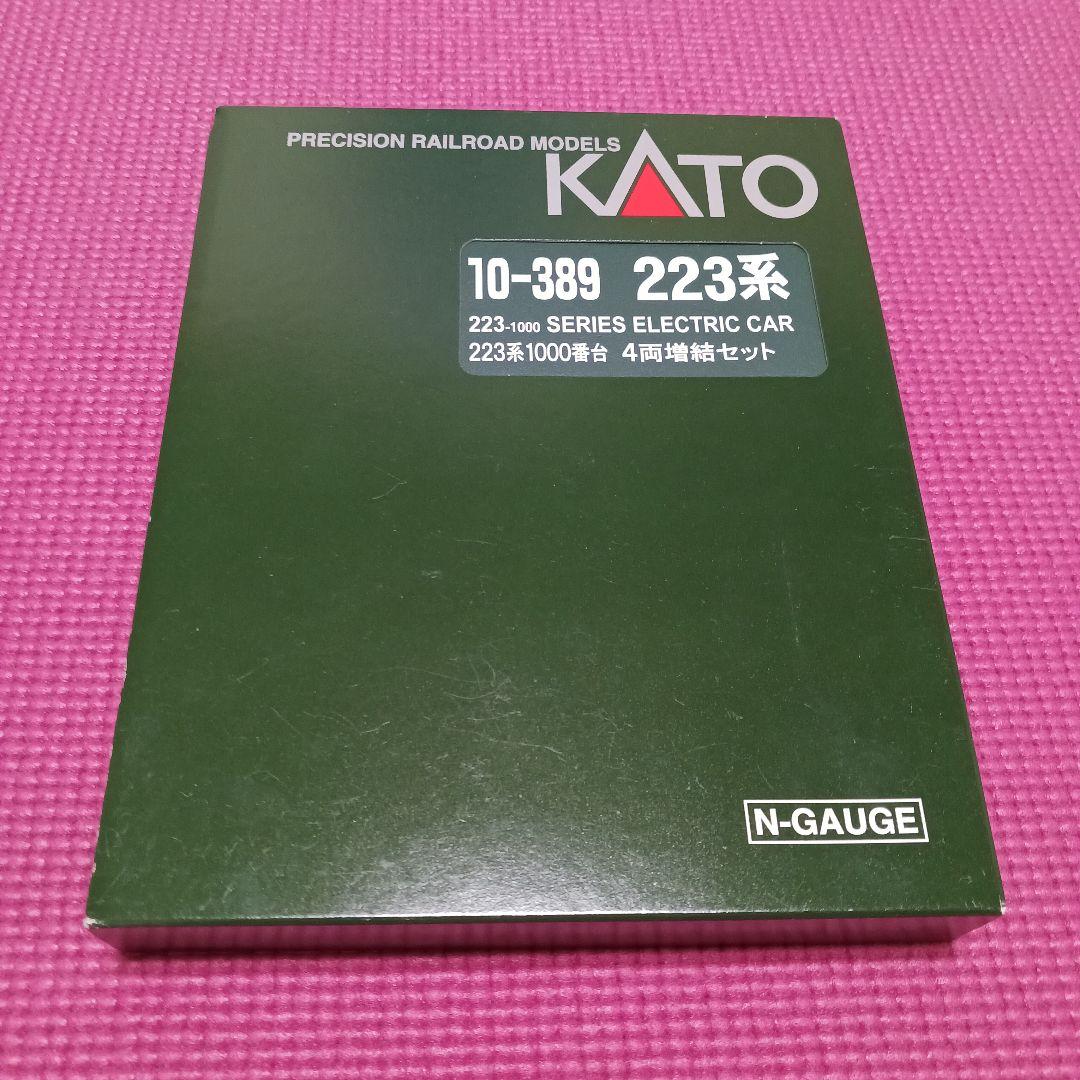 PRECISION RAILROAD MODELS
KATO
10-389 223系
223-1000 SERIES ELECTRIC CAR
223系1000番台 4両増結セット
N-GAUGE